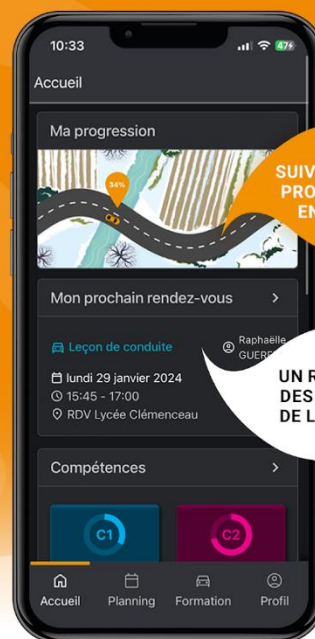 10:33
47
Accueil
Ma progression
34%
SUIV
PRO
EN
Mon prochain rendez-vous
Leçon de conduite
Raphaëlle
lundi 29 janvier 2024
15:45 - 17:00
RDV Lycée Clémenceau
UN R
DES
DE L
Compétences
C1
C2
Accueil
Planning
Formation
Profil